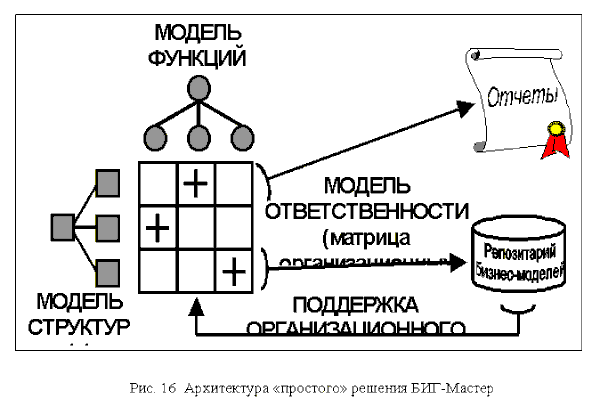 МОДЕЛЬ
ФУНКЦИЙ
Отчеты
МОДЕЛЬ
ОТВЕТСТВЕННОСТИ
(матрица
Репозитарий
бизнес-моделей
МОДЕЛЬ
СТРУКТУР
ПОДДЕРЖКА
ОРГАНИЗАЦИОННОГО
Рис. 16 Архитектура «простого» решения БИГ-Мастер